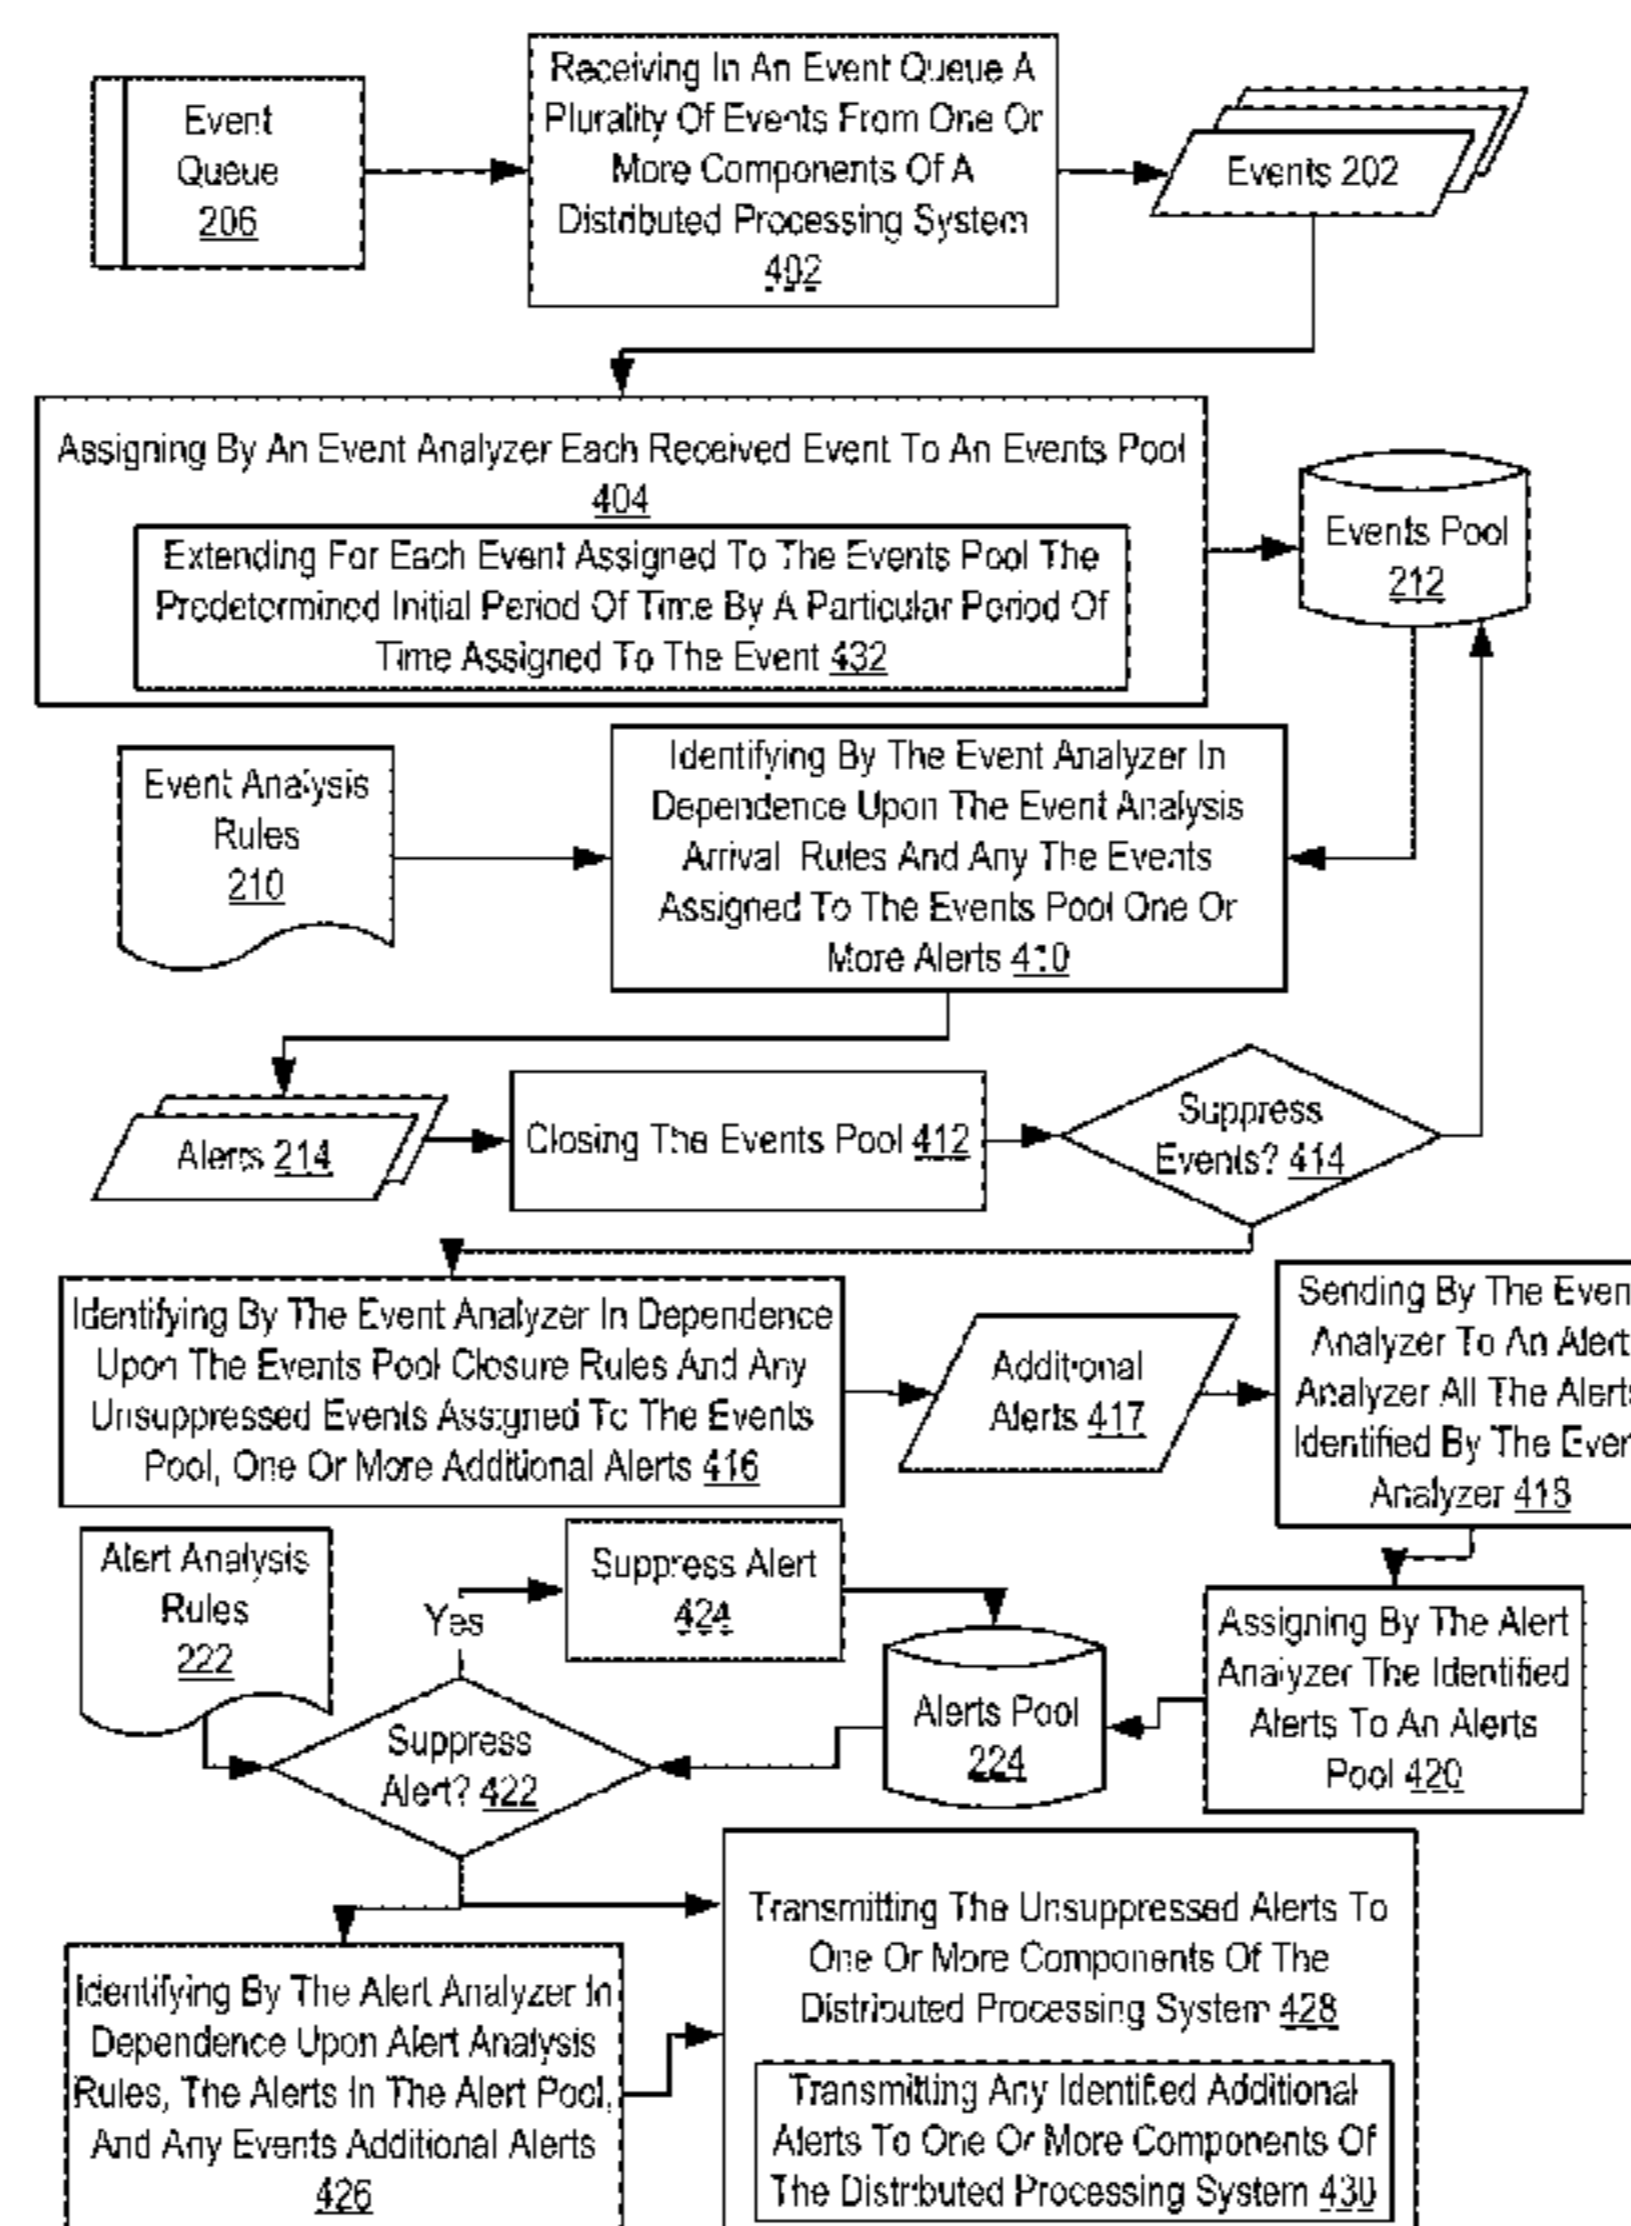 Event
Queue
206
Receiving In An Event Queue A
Plurality Of Events From One Or
More Components Of A
Distributed Processing System
402
Events 202
Assigning By An Event Analyzer Each Received Event To An Events Pool
404
Extending For Each Event Assigned To The Events Pool The
Predetermined Initial Period Of Time By A Particular Period Of
Time Assigned To The Event 432
Events Pool
212
Event Analysis
Rules
210
Identifying By The Event Analyzer In
Dependence Upon The Event Analysis
Arrival Rules And Any The Events
Assigned To The Events Pool One Or
More Alerts 410
Alerts 214
Closing The Events Pool 412
Suppress
Events? 414
Identifying By The Event Analyzer In Dependence
Upon The Events Pool Closure Rules And Any
Unsuppressed Events Assigned To The Events
Pool, One Or More Additional Alerts 416
Additional
Alerts 417
Sending By The Even
Analyzer To An Alert
Analyzer All The Alerts
Identified By The Even
Analyzer 418
Alert Analysis
Rules
222
Yes
Suppress Alert
424
Suppress
Alert? 422
Alerts Pool
224
Assigning By The Alert
Analyzer The Identified
Alerts To An Alerts
Pool 420
Transmitting The Unsuppressed Alerts To
One Or More Components Of The
Distributed Processing System 428
Transmitting Any Identified Additional
Alerts To One Or More Components Of
The Distributed Processing System 430
Identifying By The Alert Analyzer In
Dependence Upon Alert Analysis
Rules, The Alerts In The Alert Pool,
And Any Events Additional Alerts
426